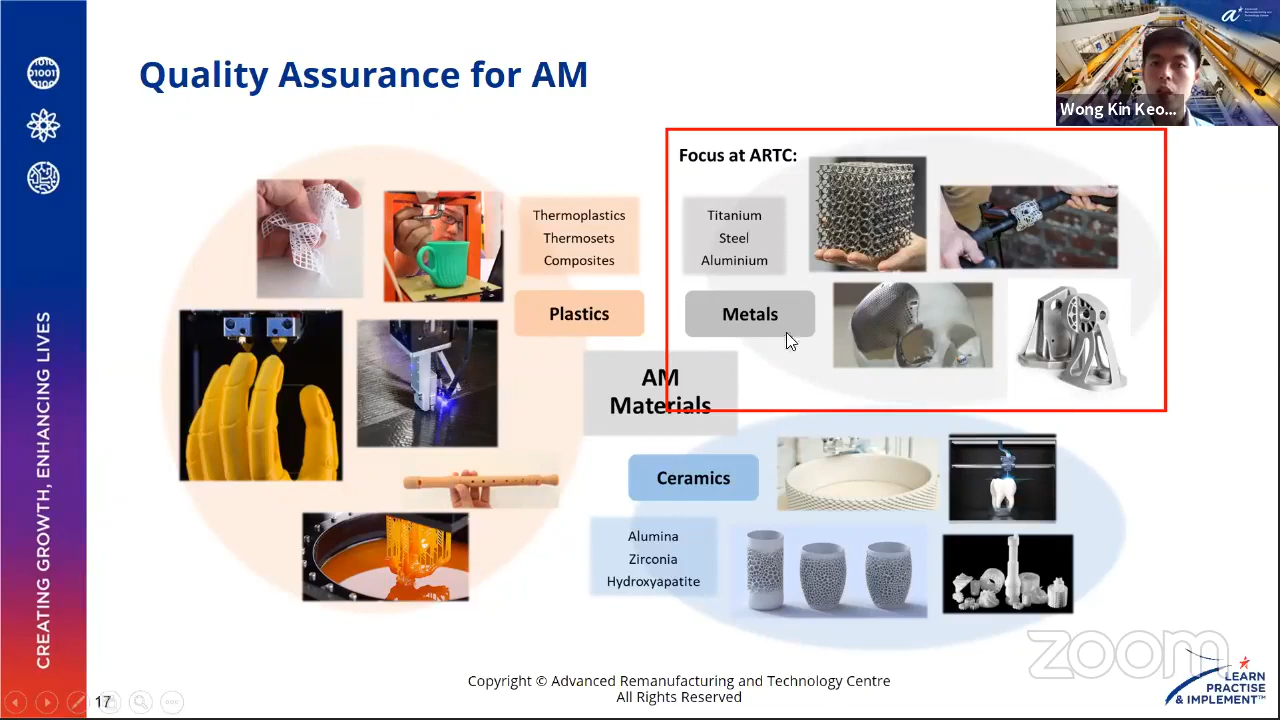 Quality Assurance for AM
Wong Kin Keo...
Focus at ARTC:
Thermoplastics
Thermosets
Composites
Titanium
Steel
Aluminium
Plastics
Metals
AM
Materials
Ceramics
Alumina
Zirconia
Hydroxyapatite
CREATING GROWTH, ENHANCING LIVES
01001
zoom
Copyright © Advanced Remanufacturing and Technology Centre
All Rights Reserved
LEARN
PRACTISE
& IMPLEMENT™
17